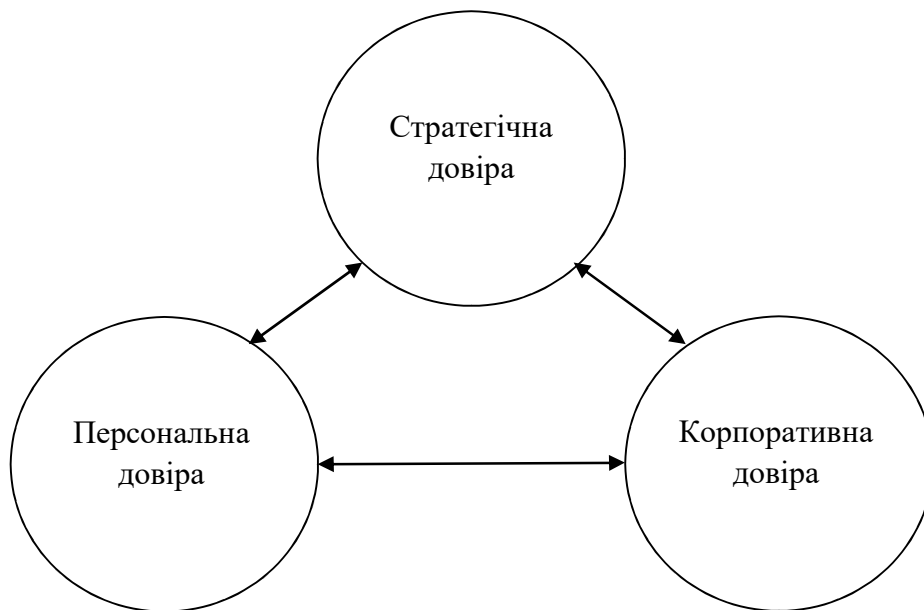 Стратегічна
довіра
Персональна
довіра
Корпоративна
довіра